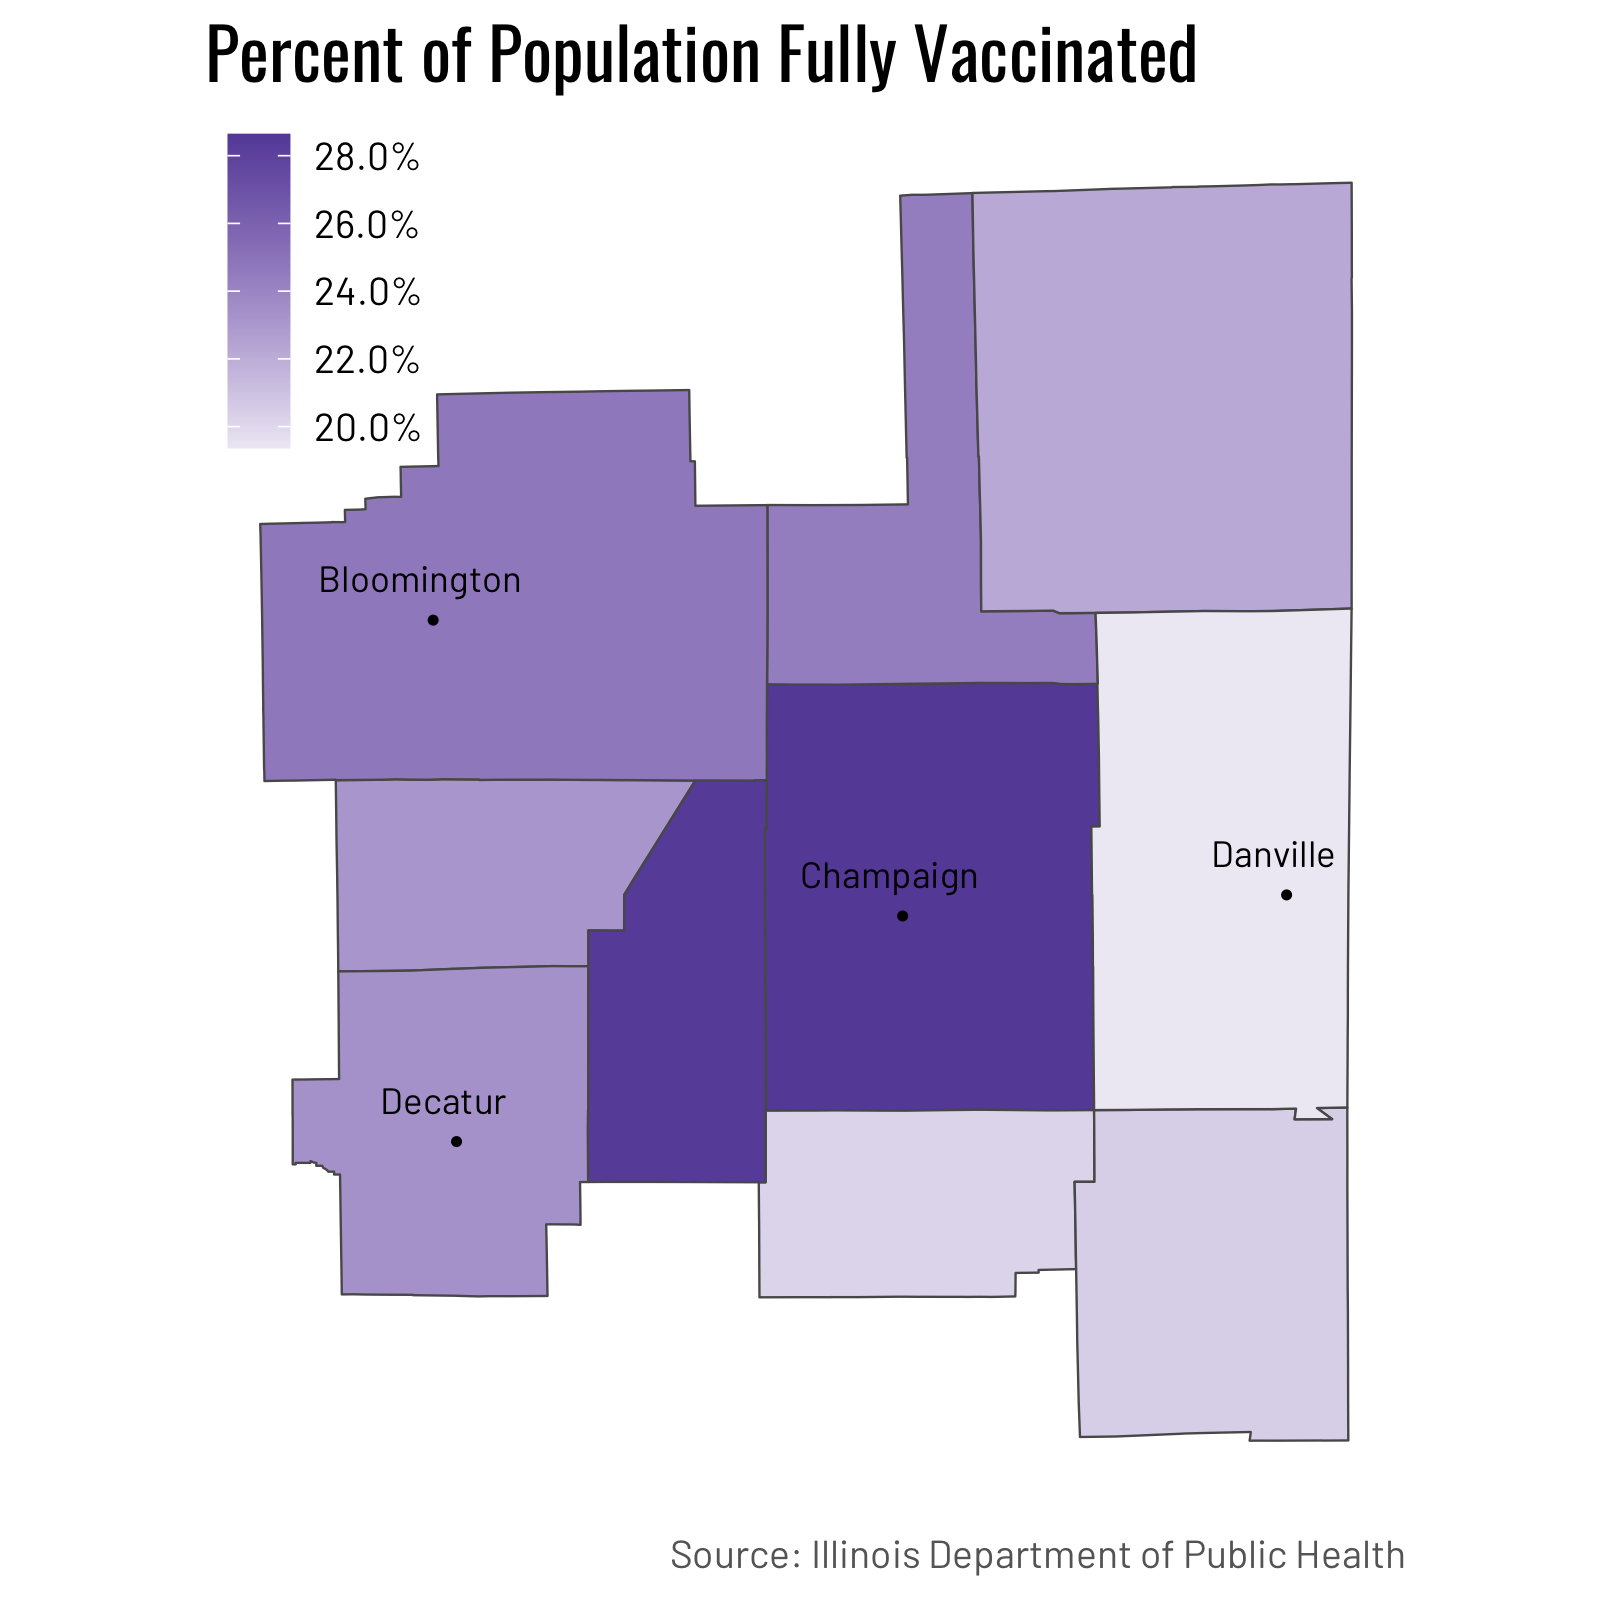 Percent of Population Fully Vaccinated
28.0%
26.0%
24.0%
22.0%
20.0%
Bloomington
Danville
Champaign
Decatur
Source: Illinois Department of Public Health